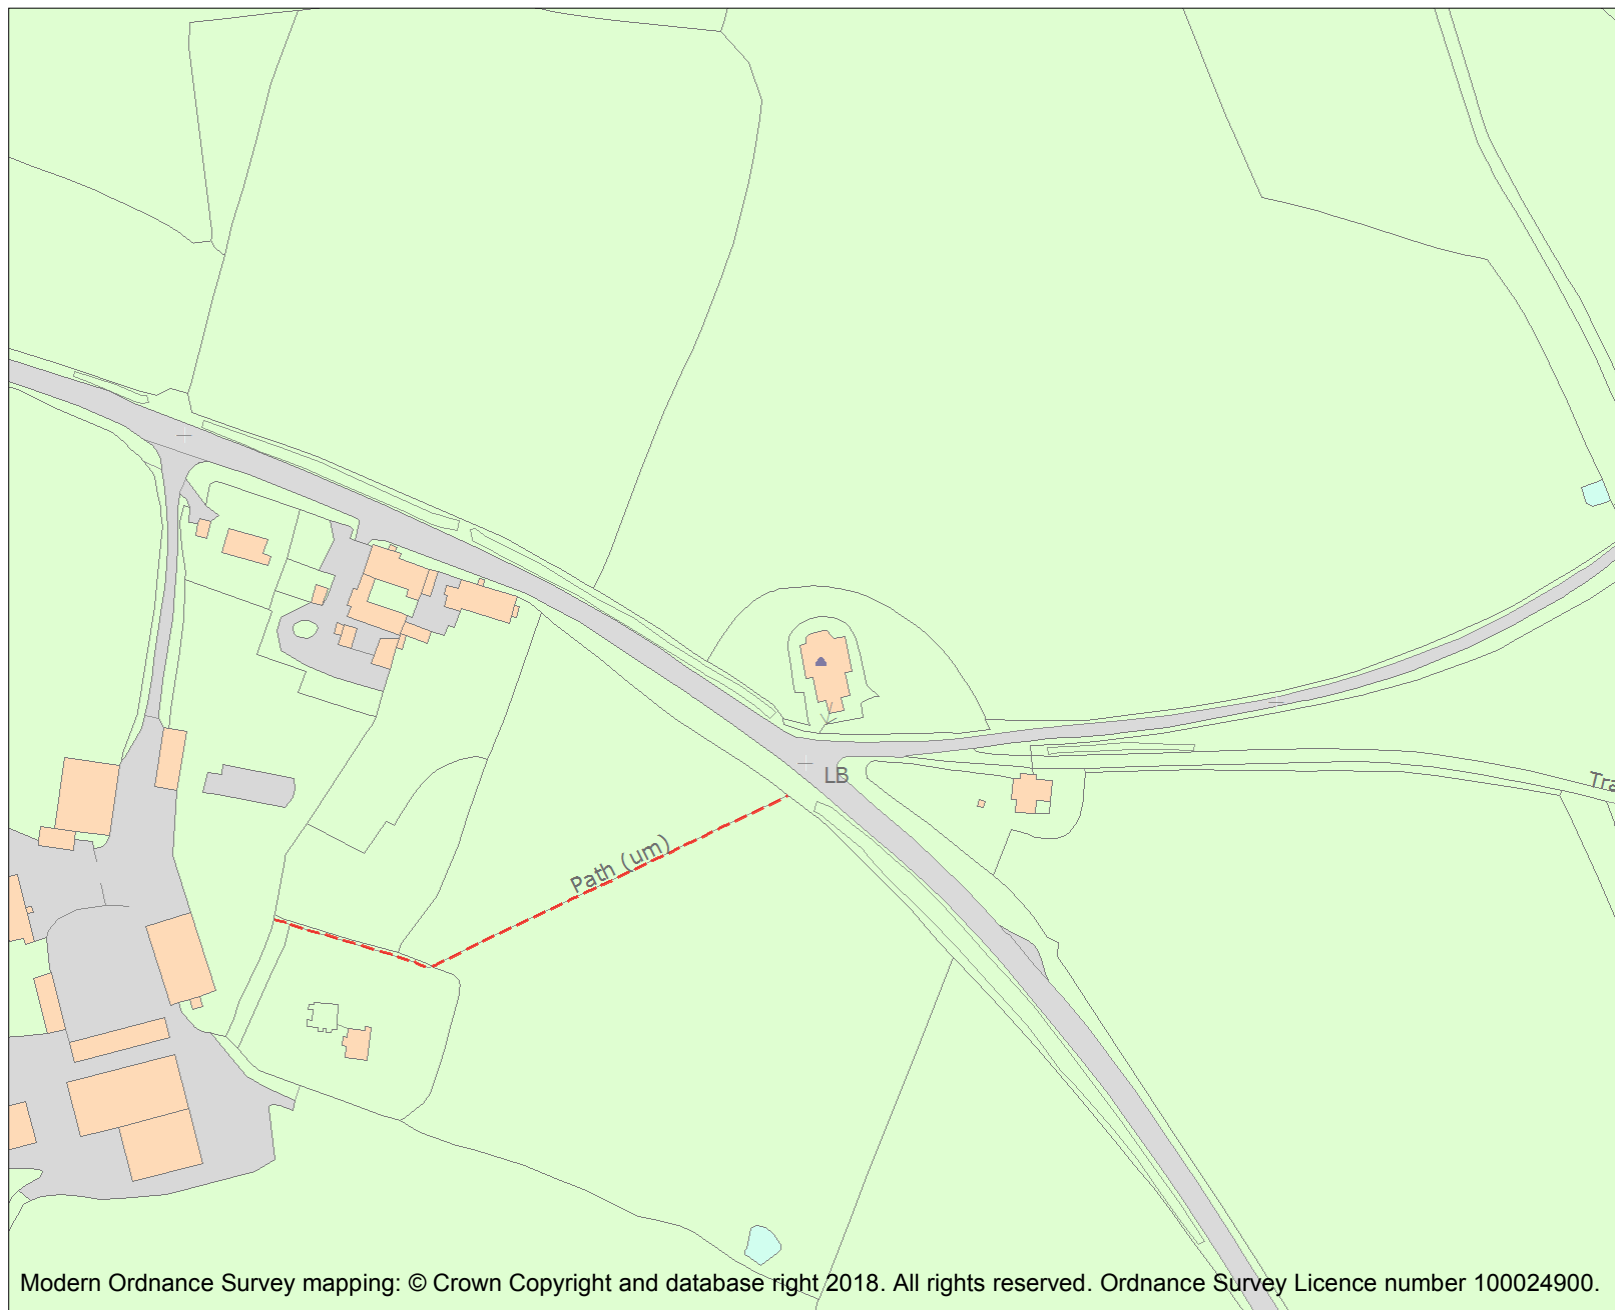 LB
Tra
Path (um)
Modern Ordnance Survey mapping: © Crown Copyright and database right 2018. All rights reserved. Ordnance Survey Licence number 100024900.